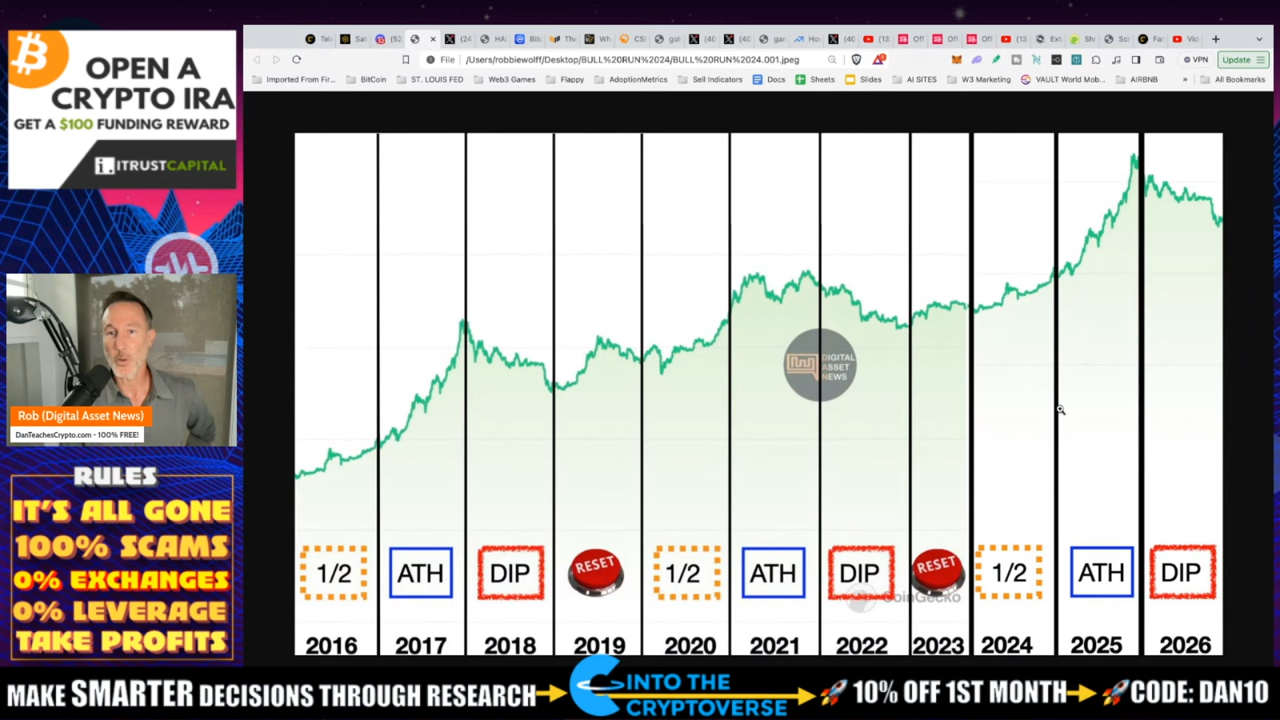 OPEN A
CRYPTO IRA
GET A $100 FUNDING REWARD
ITRUSTCAPITAL
Rob (Digital Asset News)
DanTeachesCrypto.com - 100% FREE!
RULES
IT'S ALL GONE
100% SCAMS
0% EXCHANGES
0% LEVERAGE
TAKE PROFITS
File /Users/robbiewolff/Desktop/BULL%20RUN%2024/BULL%20RUN%2024.001.jpeg
VPN
Update
Imported From Fir...
BitCoin
ST. LOUIS FED
Web3 Games
Flappy
AdoptionMetrics
Sell Indicators
Docs
Sheets
Slides
AI SITES
W3 Marketing
VAULT World Mob...
AIRBNB
» All Bookmarks
DIGITAL
ASSET
NEWS
1/2 ATH DIP RESET 1/2 ATH DIP RESET 1/2 ATH DIP
CoinGecko
2016 2017 2018 2019 2020 2021 2022 2023 2024 2025 2026
MAKE SMARTER DECISIONS THROUGH RESEARCH
INTO THE
CRYPTOVERSE
10% OFF 1ST MONTH
CODE: DAN10